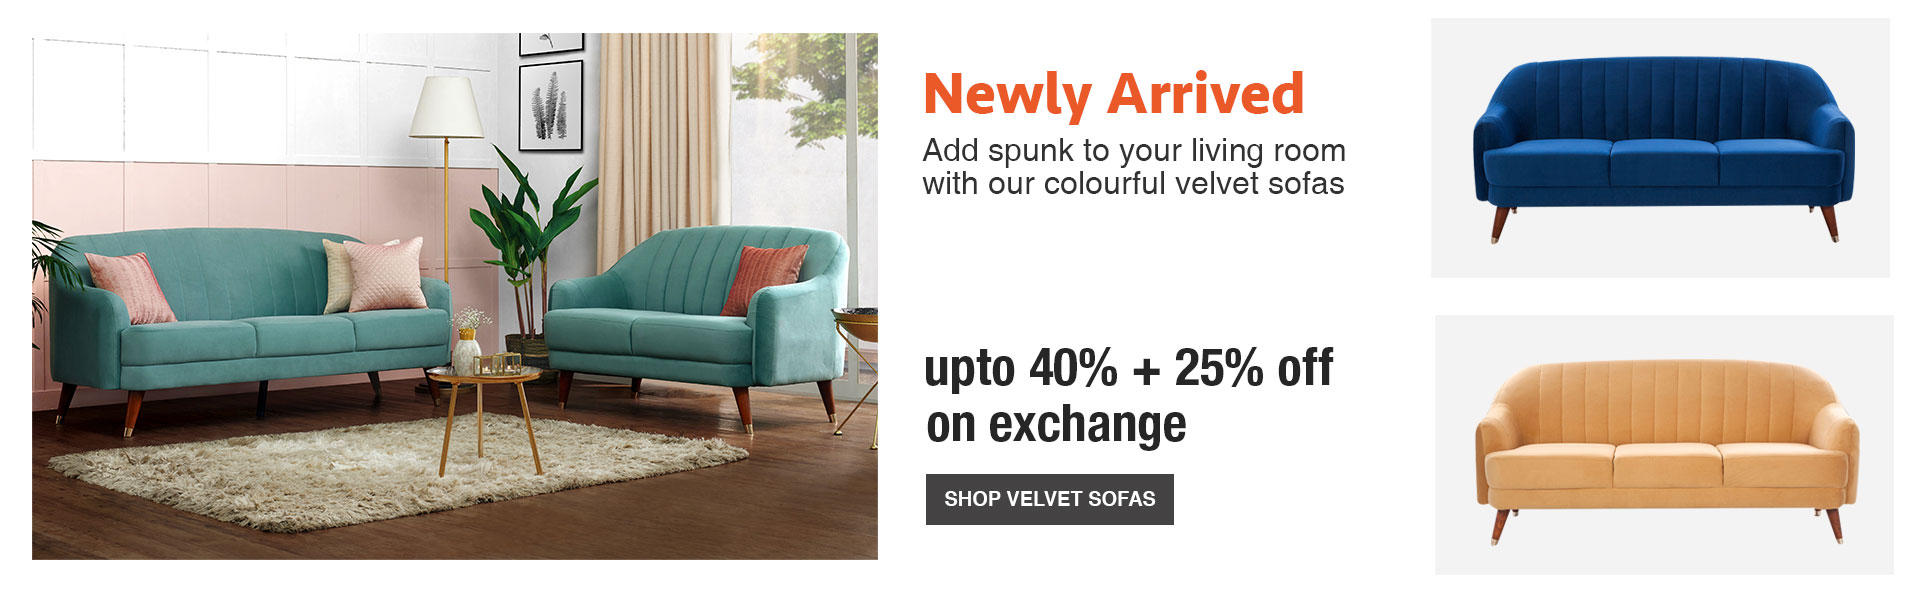 Newly Arrived
Add spunk to your living room
with our colourful velvet sofas
upto 40% + 25% off
on exchange
SHOP VELVET SOFAS